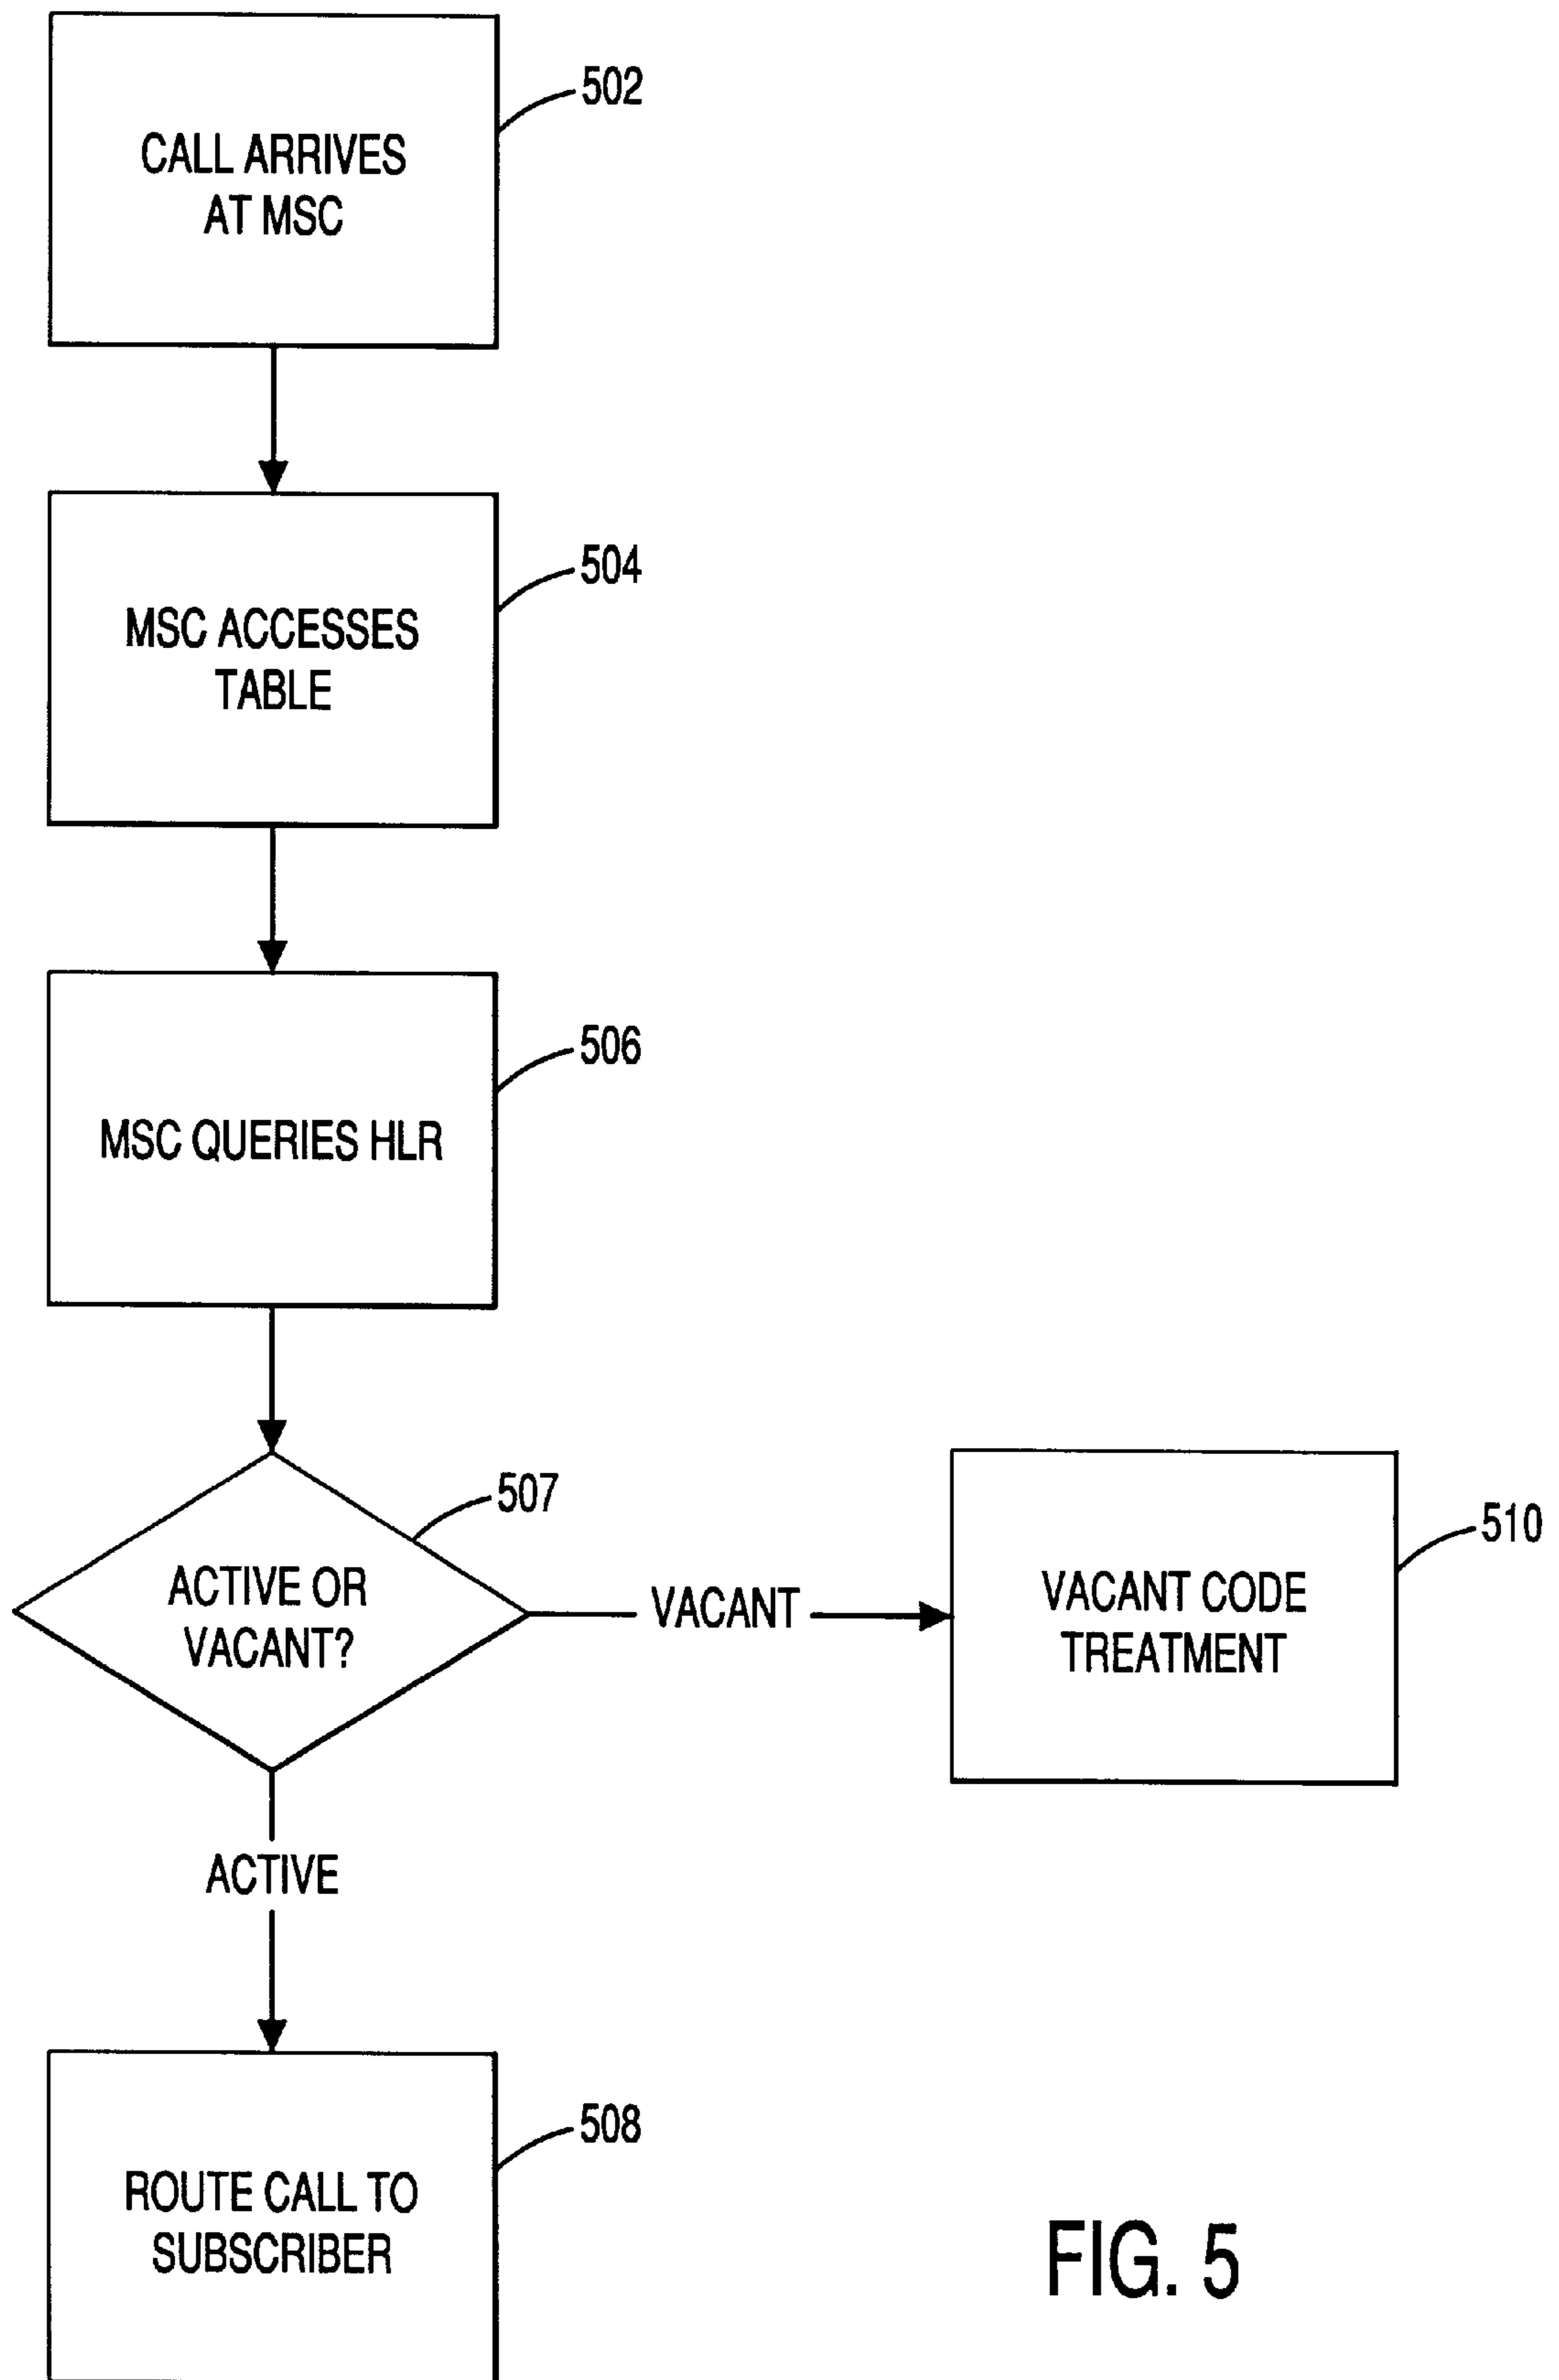 CALL ARRIVES
AT MSC
502
MSC ACCESSES
TABLE
504
MSC QUERIES HLR
506
ACTIVE OR
VACANT?
507
VACANT
VACANT CODE
TREATMENT
510
ACTIVE
ROUTE CALL TO
SUBSCRIBER
508
FIG. 5